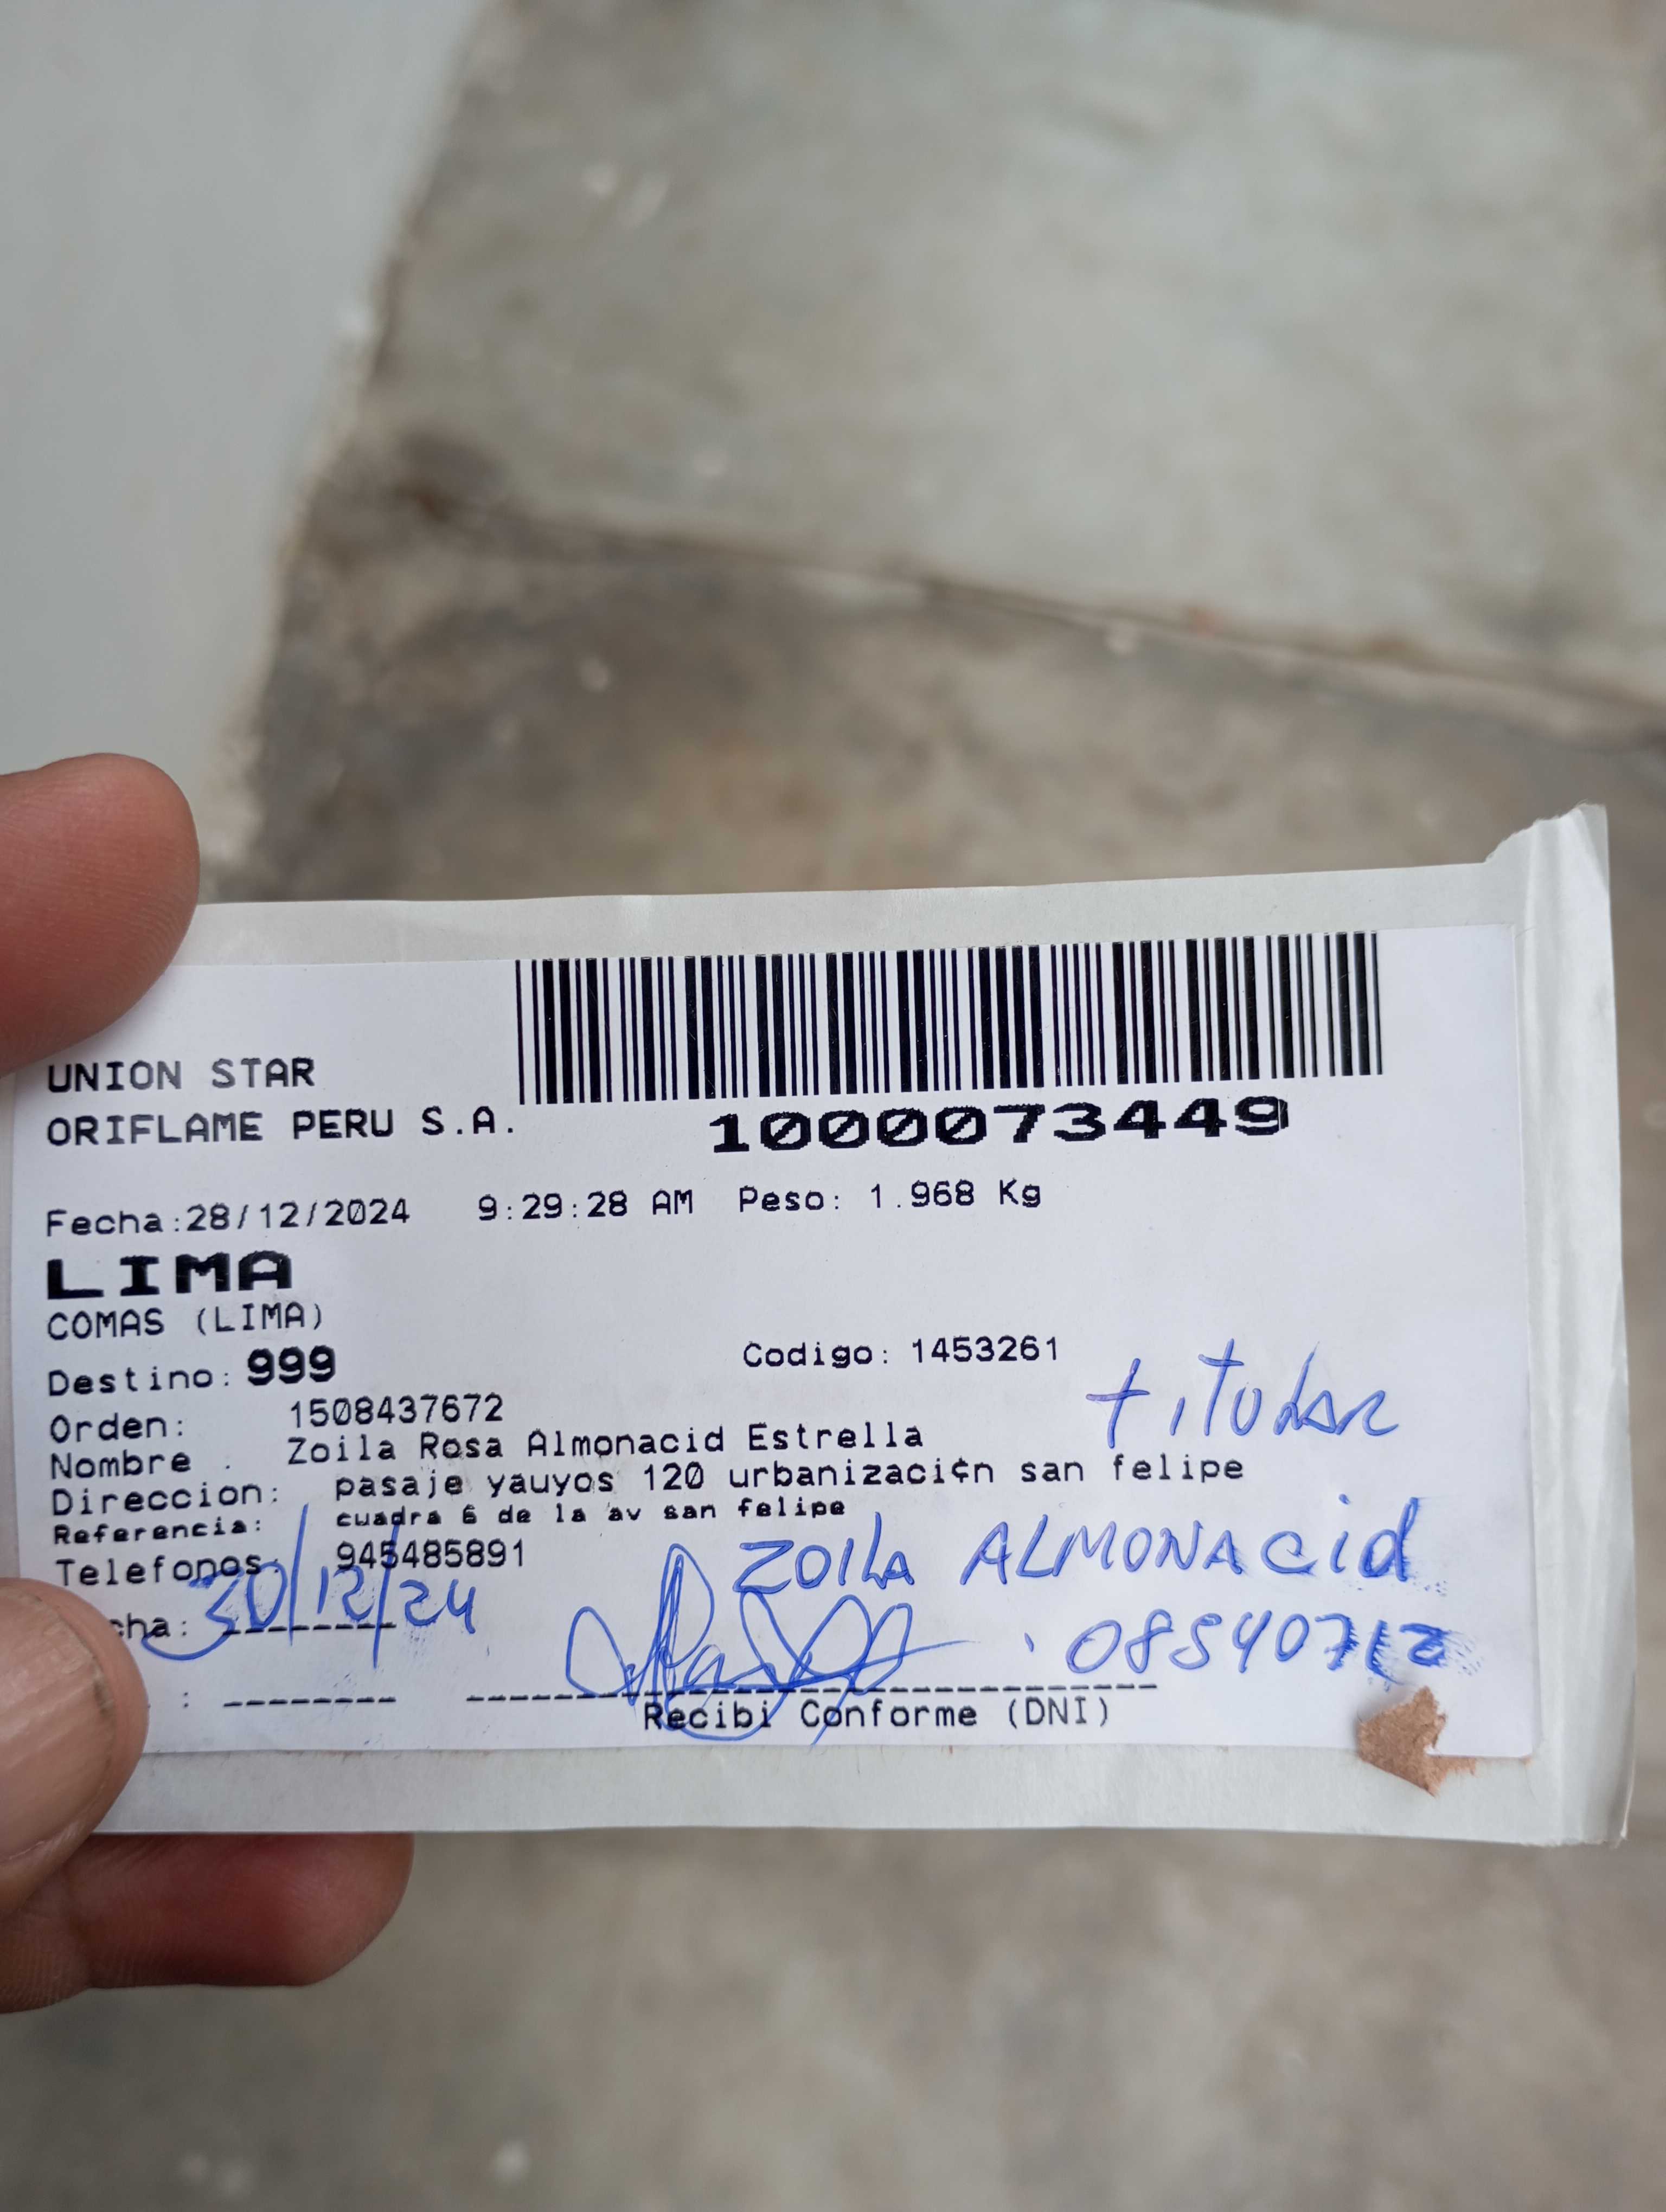 UNION STAR
ORIFLAME PERU S.A.
1000073449
Fecha:28/12/2024 9:29:28 AM Peso: 1.968 Kg
LIMA
COMAS (LIMA)
Destino: 999 Codigo: 1453261
titular
Orden: 1508437672
Nombre : Zoila Rosa Almonacid Estrella
Direccion: pasaje yauyos 120 urbanizaci¢n san felipe
Referencia: cuadra 6 de la av san felipe
Telefonos: 945485891
ZOILA ALMONACid
cha: 30/12/24
08540712
: --------
Recibi Conforme (DNI)